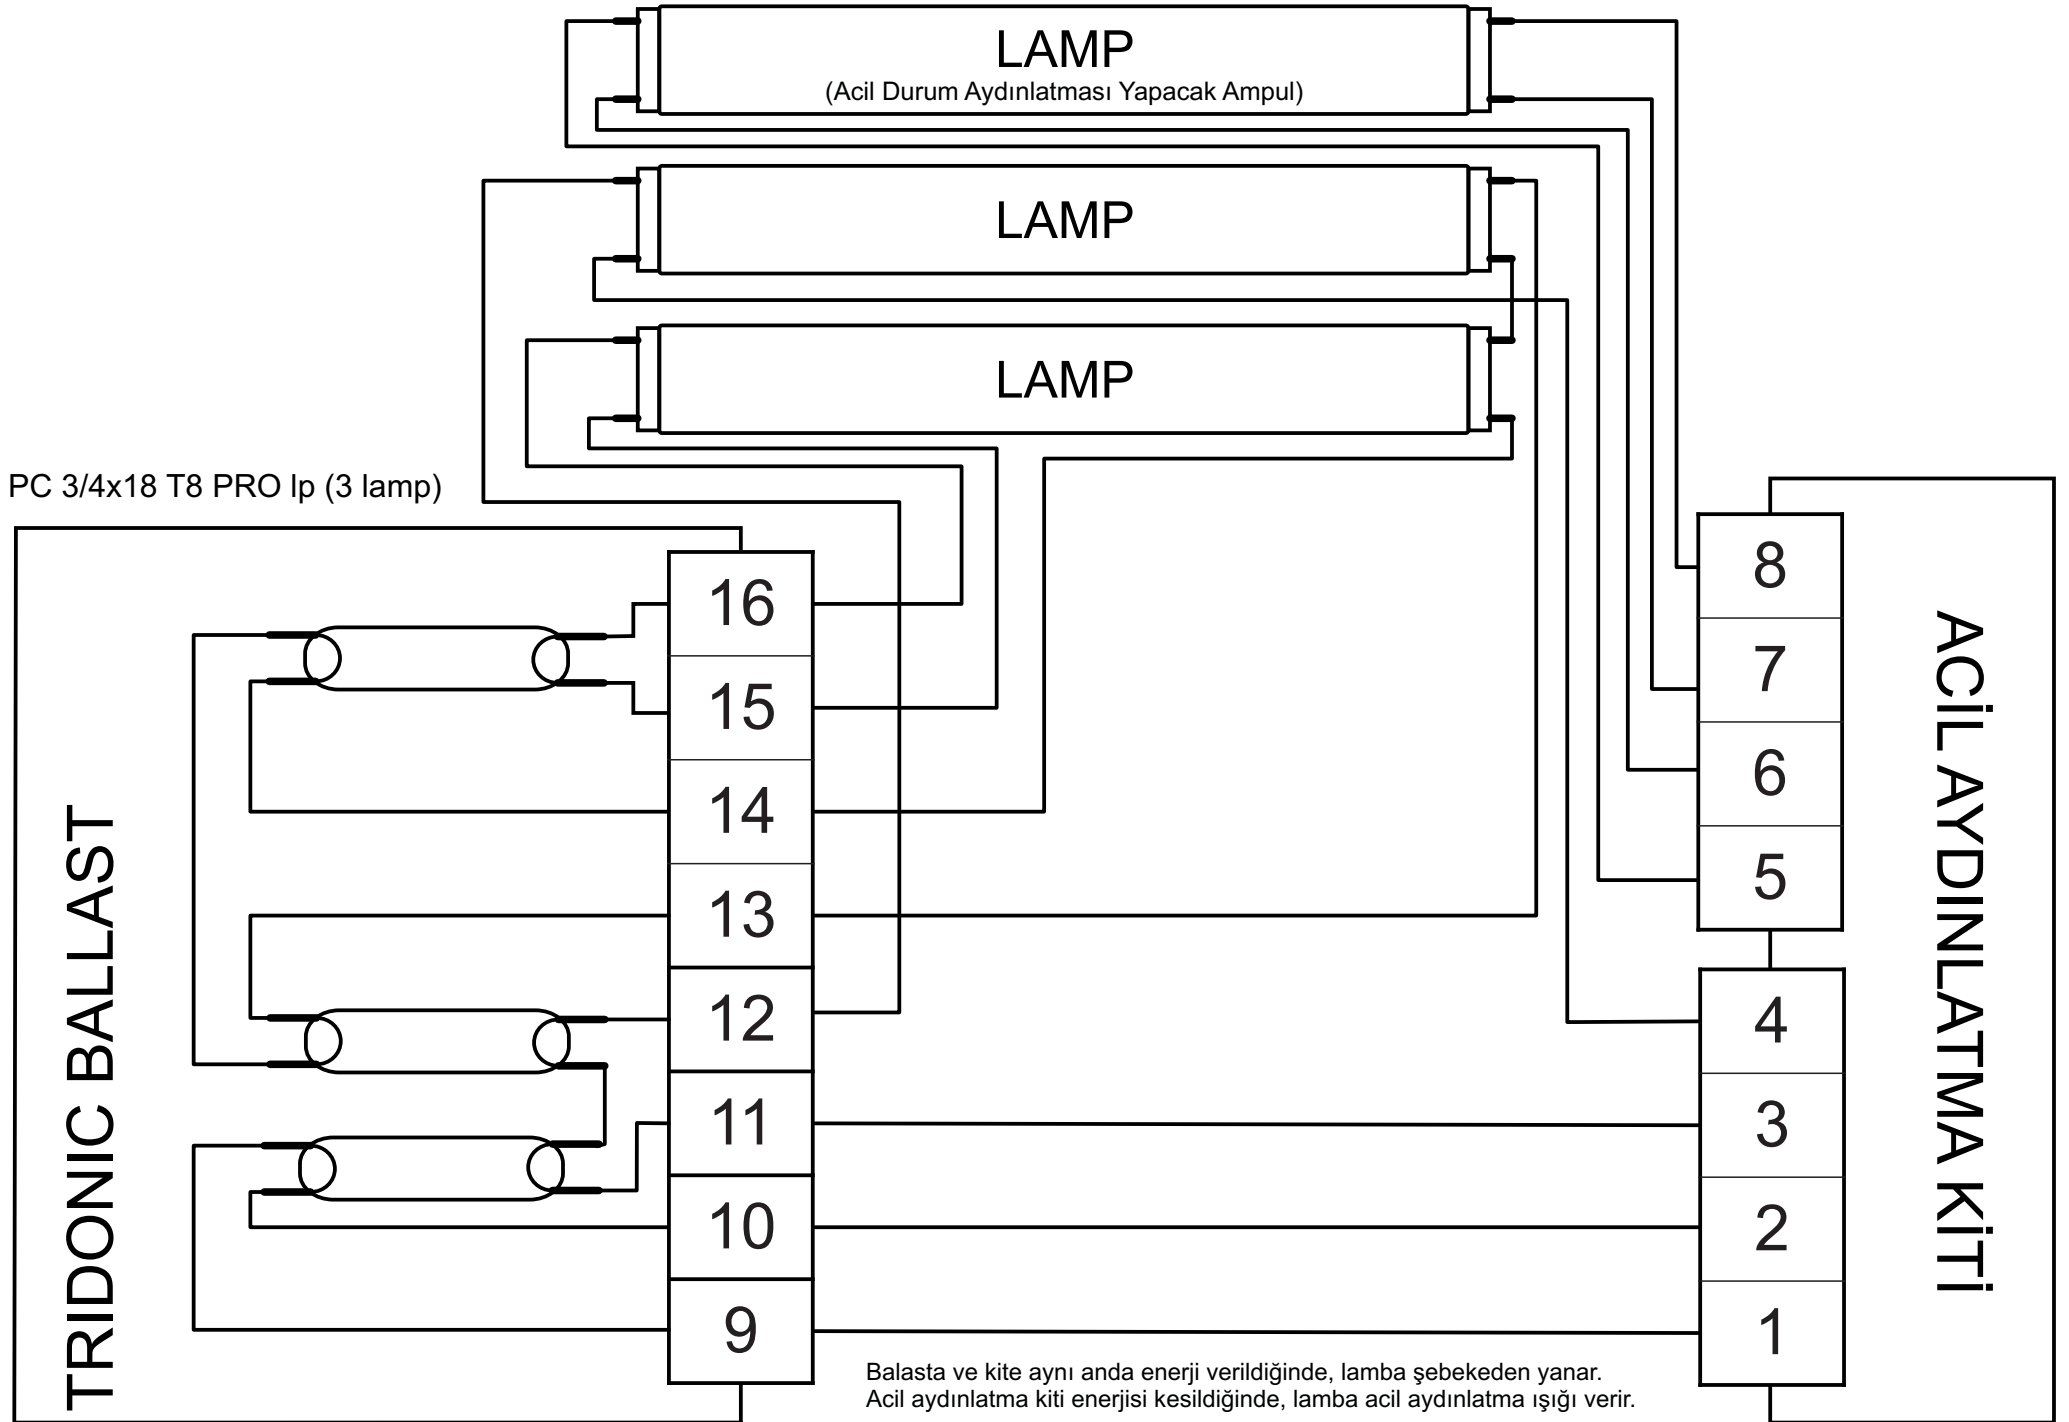 LAMP
(Acil Durum Aydınlatması Yapacak Ampul)
LAMP
LAMP
PC 3/4x18 T8 PRO lp (3 lamp)
TRIDONIC BALLAST
16
15
14
13
12
11
10
9
8
7
6
5
4
3
2
1
ACİL AYDINLATMA KİTİ
Balasta ve kite aynı anda enerji verildiğinde, lamba şebekeden yanar.
Acil aydınlatma kiti enerjisi kesildiğinde, lamba acil aydınlatma ışığı verir.